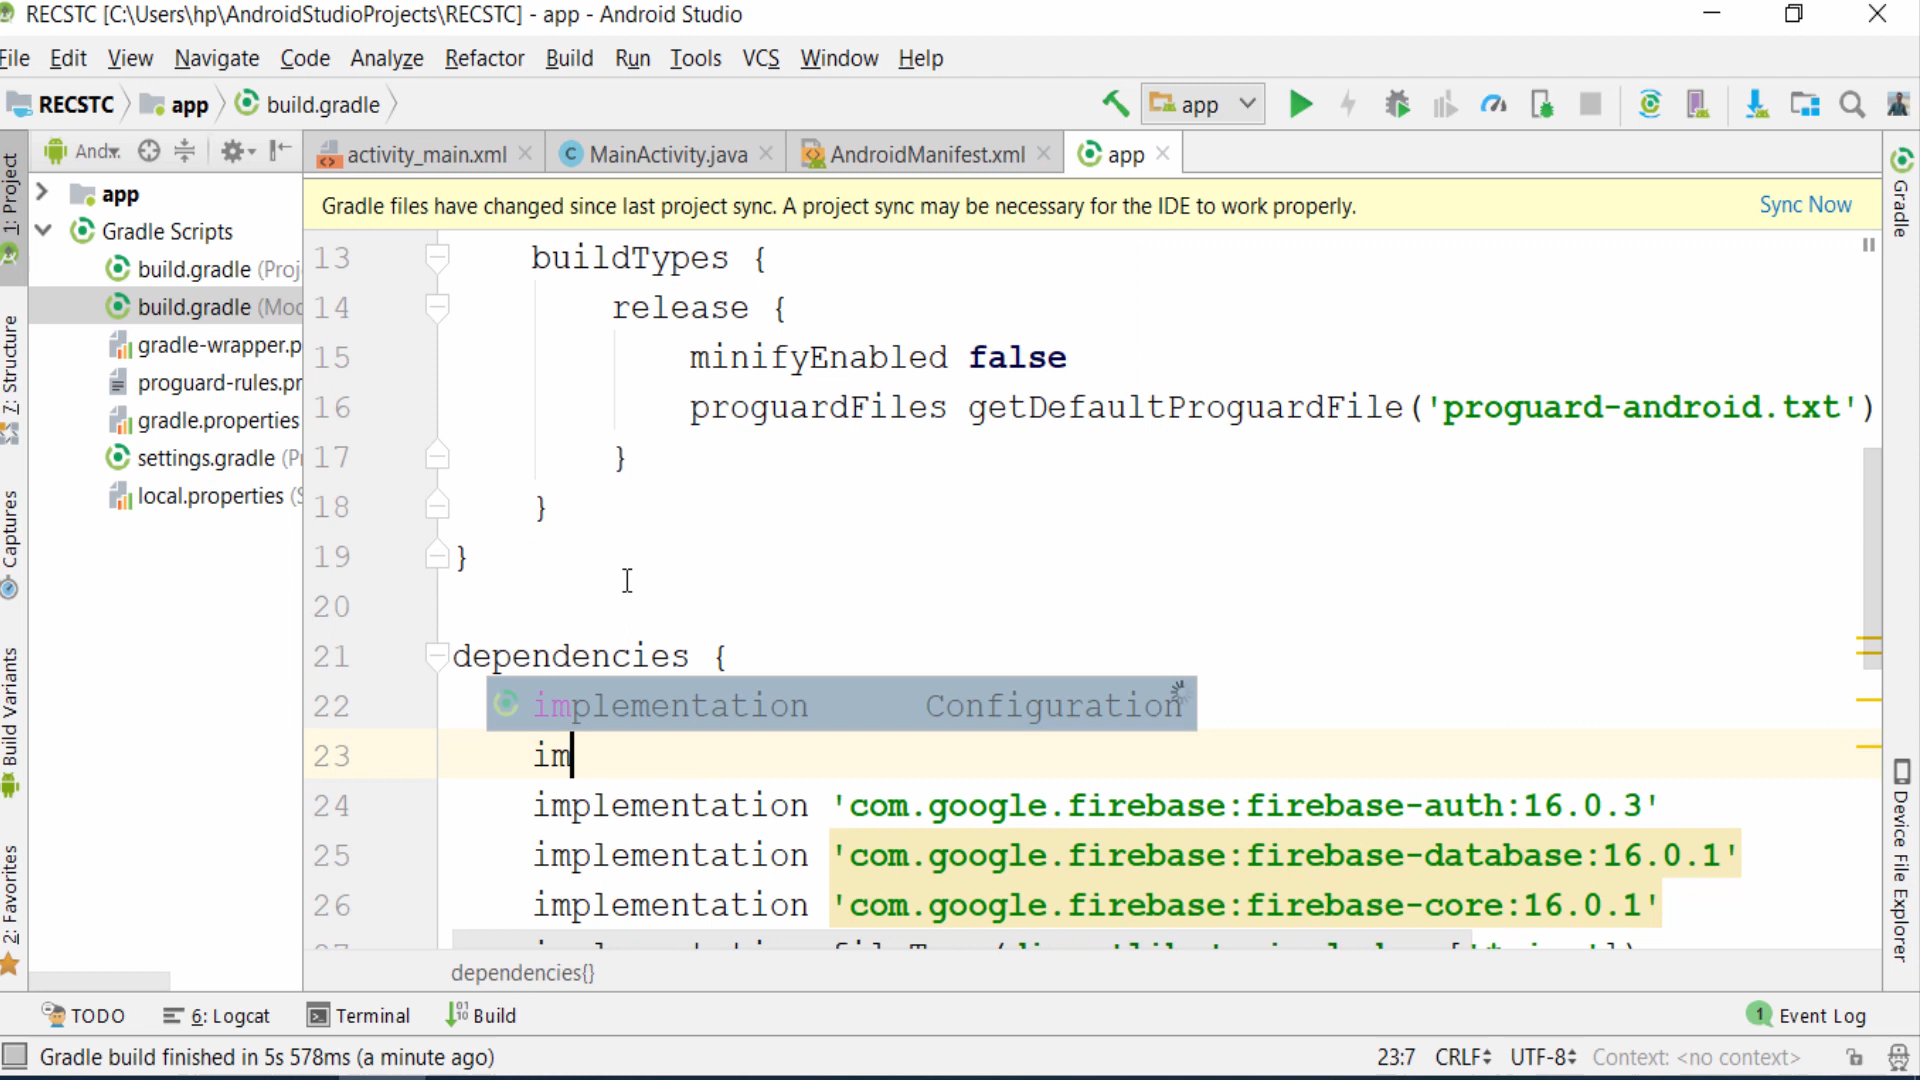 RECSTC [C:\Users\hp\AndroidStudioProjects\RECSTC] - app - Android Studio
File Edit View Navigate Code Analyze Refactor Build Run Tools VCS Window Help
RECSTC app build.gradle
app
1: Project
7: Structure
Captures
Build Variants
2: Favorites
And..
app
Gradle Scripts
build.gradle (Proj
build.gradle (Mod
gradle-wrapper.p
proguard-rules.pr
gradle.properties
settings.gradle (P
local.properties (S
activity_main.xml MainActivity.java AndroidManifest.xml app
Gradle files have changed since last project sync. A project sync may be necessary for the IDE to work properly. Sync Now
13 buildTypes {
14 release {
15 minifyEnabled false
16 proguardFiles getDefaultProguardFile('proguard-android.txt')
17 }
18 }
19 }
20
21 dependencies {
22 implementation Configuration
23 im
24 implementation 'com.google.firebase:firebase-auth:16.0.3'
25 implementation 'com.google.firebase:firebase-database:16.0.1'
26 implementation 'com.google.firebase:firebase-core:16.0.1'
dependencies{}
Gradle
Device File Explorer
TODO 6: Logcat Terminal Build 1 Event Log
Gradle build finished in 5s 578ms (a minute ago) 23:7 CRLF UTF-8 Context: <no context>